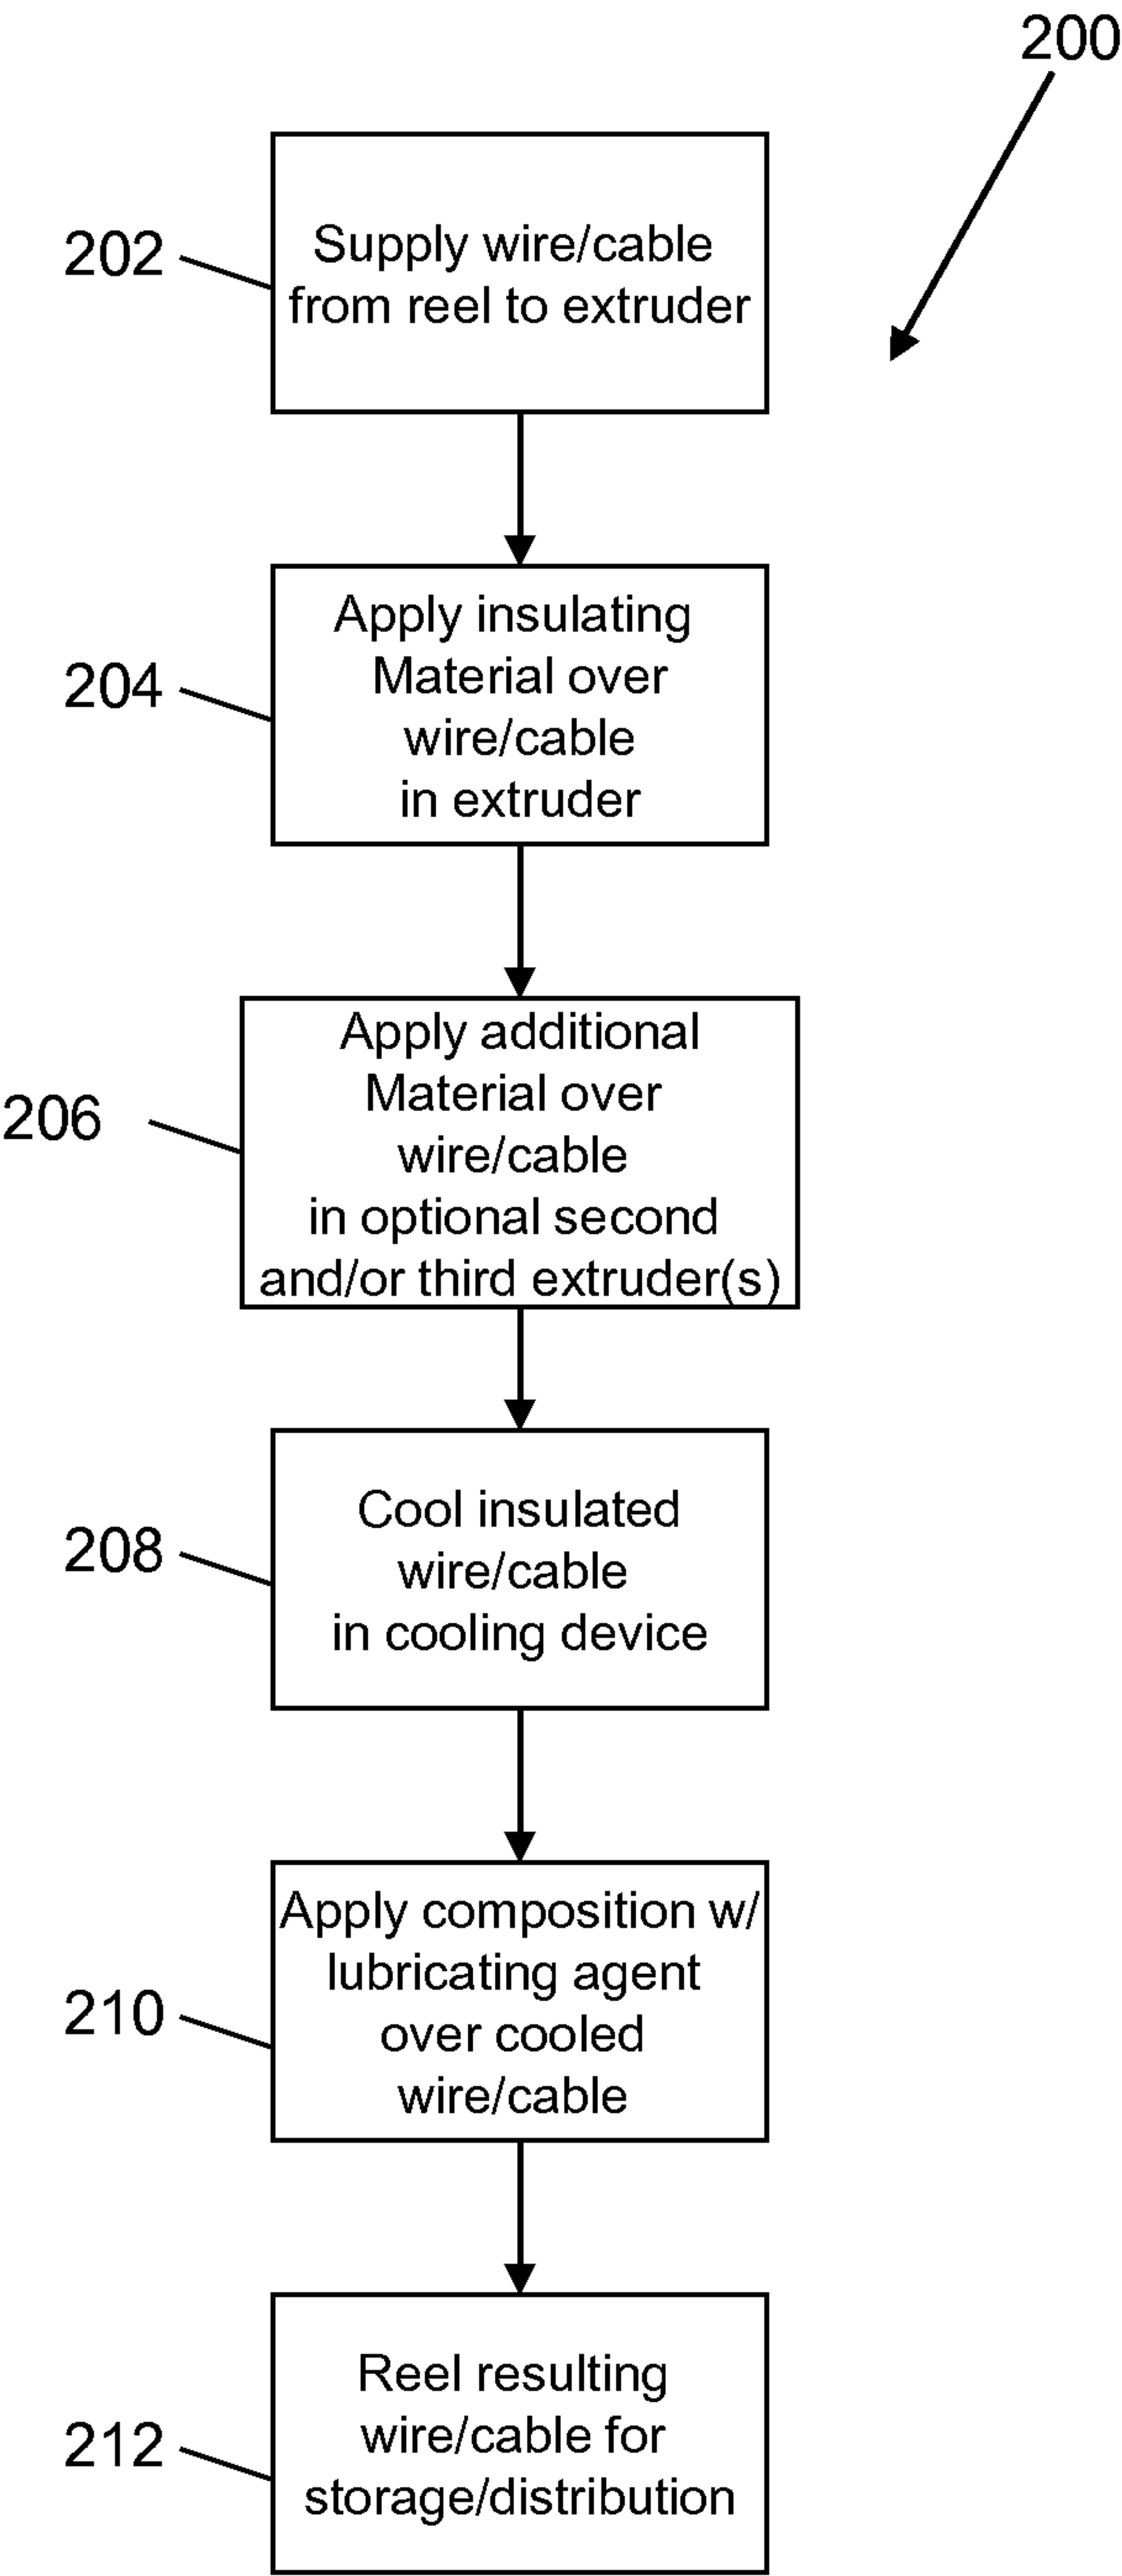 200
202
Supply wire/cable
from reel to extruder
204
Apply insulating
Material over
wire/cable
in extruder
206
Apply additional
Material over
wire/cable
in optional second
and/or third extruder(s)
208
Cool insulated
wire/cable
in cooling device
210
Apply composition w/
lubricating agent
over cooled
wire/cable
212
Reel resulting
wire/cable for
storage/distribution